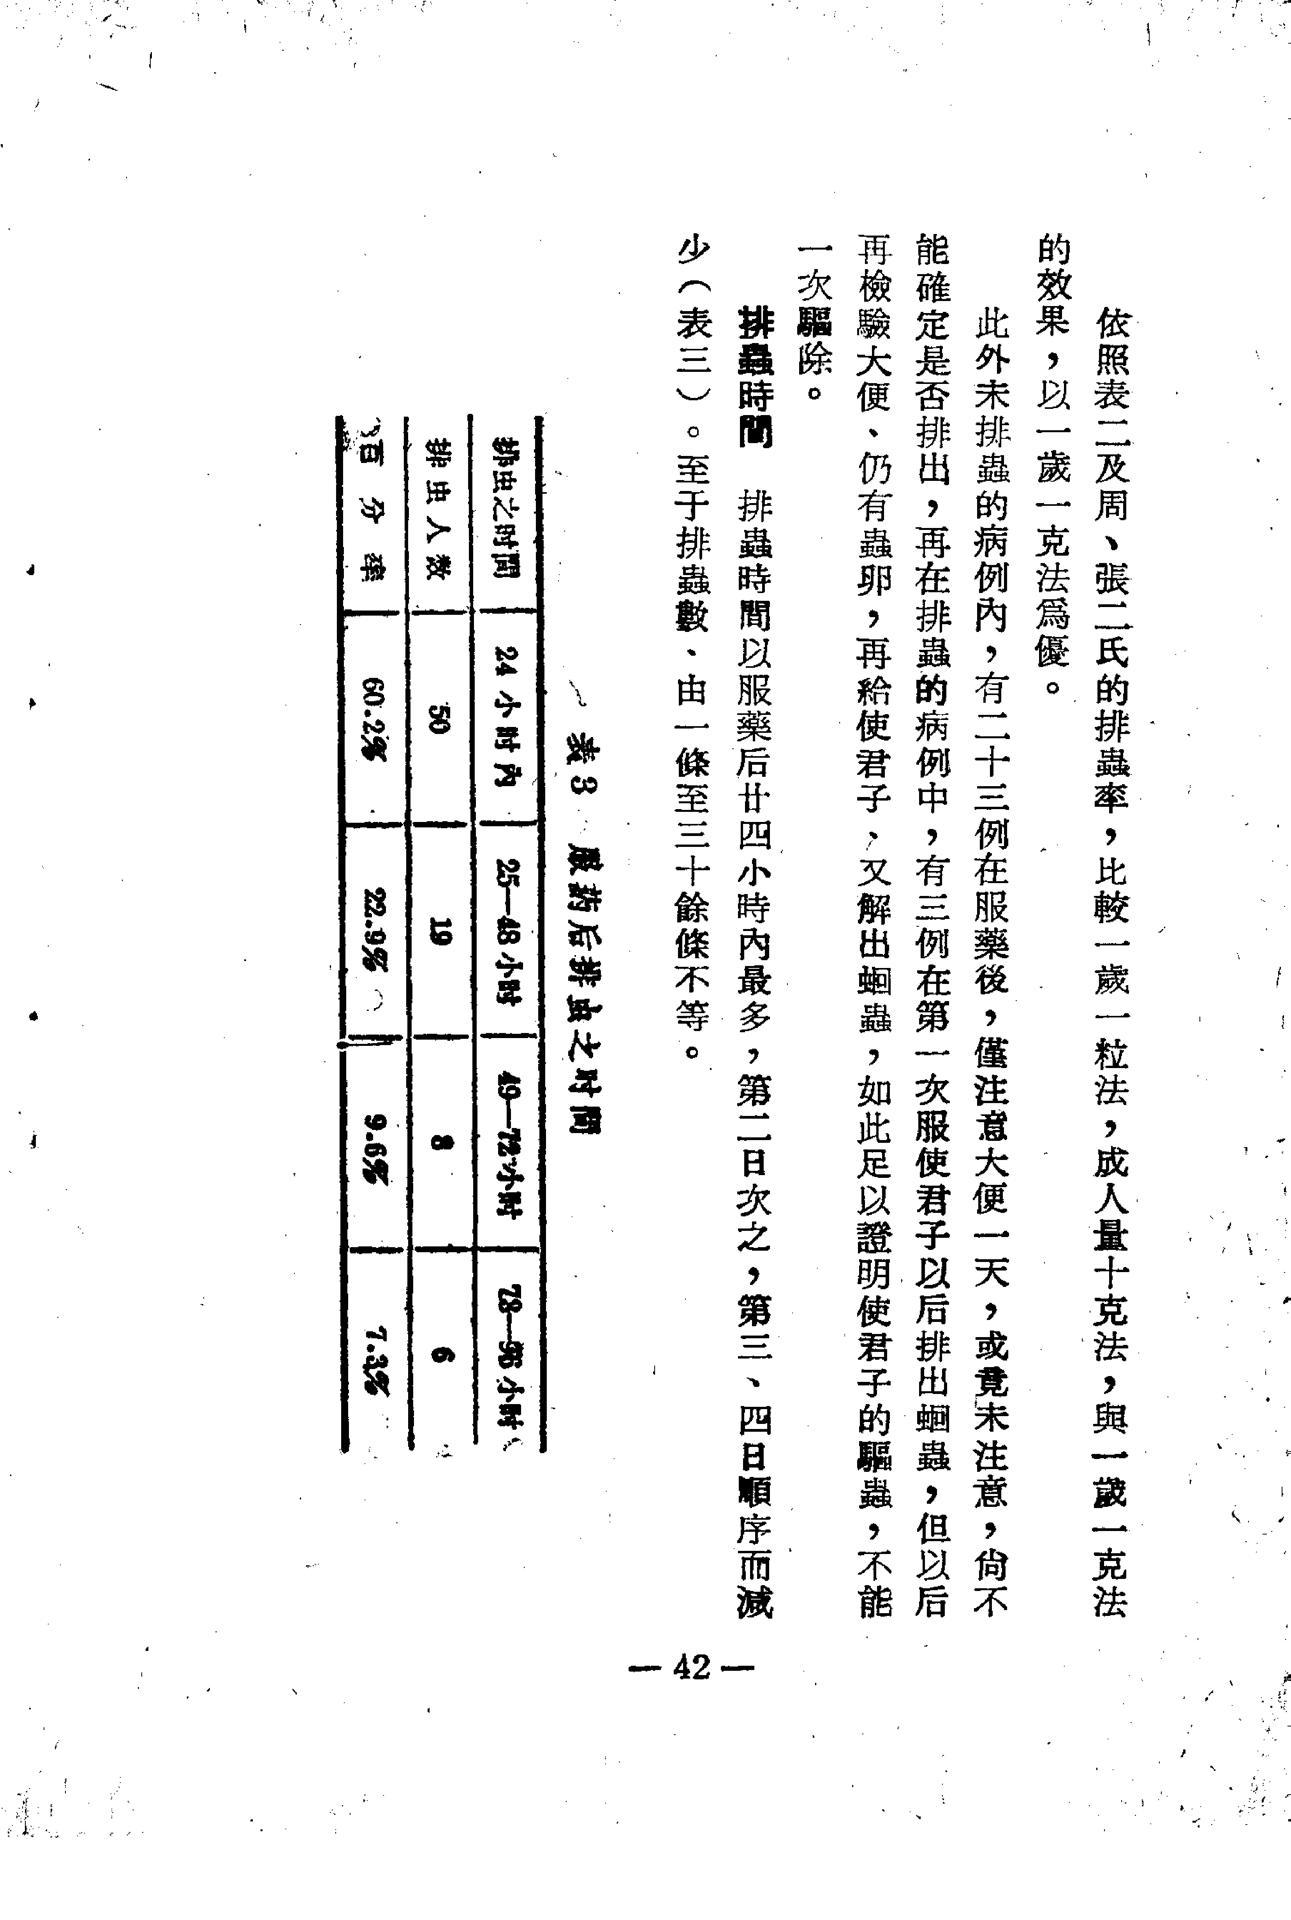 依照表二及周、張二氏的排蟲率，比較一歲一粒法，成人量十克法，與一歲一克法
的效果，以一歲一克法爲優。
此外未排蟲的病例內，有二十三例在服藥後，僅注意大便一天，或竟未注意，尙不
能確定是否排出，再在排蟲的病例中，有三例在第一次服使君子以后排出蛔蟲，但以后
再檢驗大便、仍有蟲卵，再給使君子、又解出蛔蟲，如此足以證明使君子的驅蟲，不能
一次驅除。
排蟲時間　排蟲時間以服藥后廿四小時內最多，第二日次之，第三、四日順序而減
少（表三）。至于排蟲數、由一條至三十餘條不等。
表3　服药后排虫之时間
排虫之时間　24小时內　25—48小时　49—72小时　73—96小时
排虫人数　50　19　8　6
百分率　60.2%　22.9%　9.6%　7.3%
— 42 —